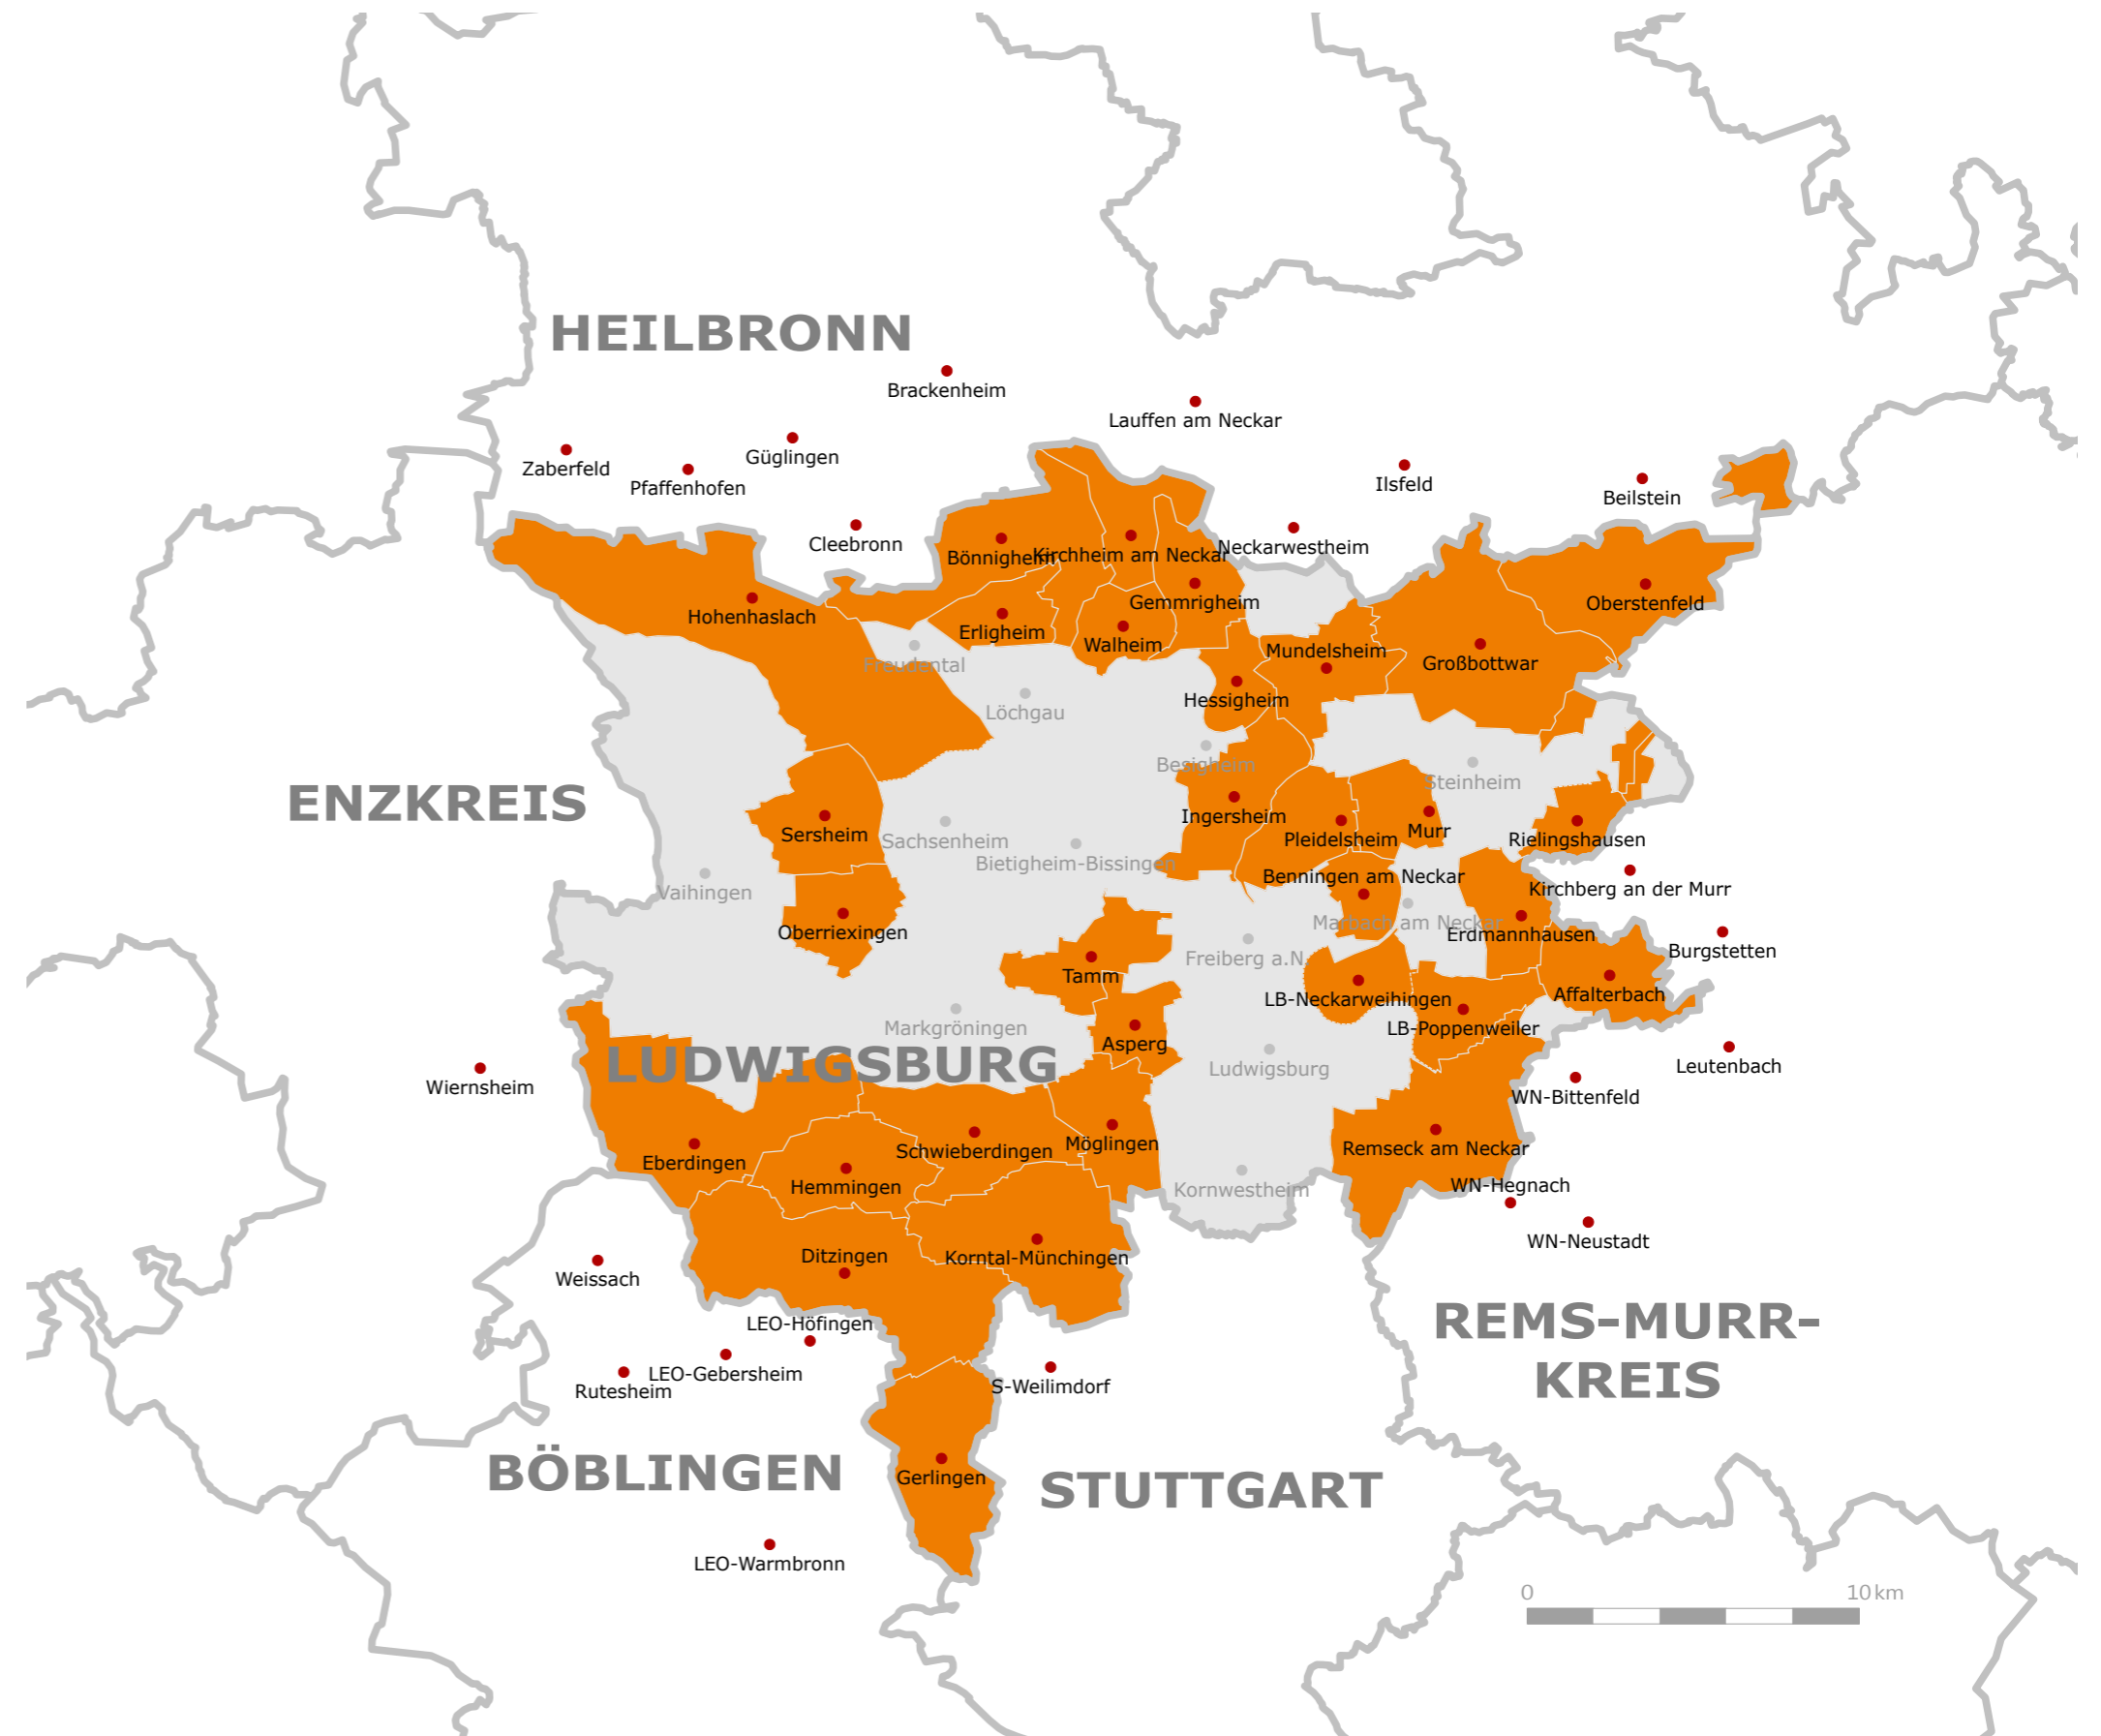 HEILBRONN
Brackenheim
Lauffen am Neckar
Güglingen
Zaberfeld
Pfaffenhofen
Ilsfeld
Beilstein
Cleebronn
Neckarwestheim
Bönnigheim
Kirchheim am Neckar
Gemmrigheim
Oberstenfeld
Hohenhaslach
Erligheim
Walheim
Mundelsheim
Großbottwar
Freudental
Hessigheim
Löchgau
Besigheim
Steinheim
ENZKREIS
Ingersheim
Sersheim
Sachsenheim
Pleidelsheim
Murr
Rielingshausen
Bietigheim-Bissingen
Benningen am Neckar
Kirchberg an der Murr
Vaihingen
Marbach am Neckar
Oberriexingen
Erdmannhausen
Burgstetten
Freiberg a.N.
Tamm
Affalterbach
LB-Neckarweihingen
Markgröningen
LB-Poppenweiler
Asperg
LUDWIGSBURG
Ludwigsburg
Leutenbach
Wiernsheim
WN-Bittenfeld
Möglingen
Schwieberdingen
Remseck am Neckar
Eberdingen
Hemmingen
WN-Hegnach
Kornwestheim
WN-Neustadt
Ditzingen
Korntal-Münchingen
Weissach
LEO-Höfingen
REMS-MURR-
KREIS
LEO-Gebersheim
Rutesheim
S-Weilimdorf
BÖBLINGEN
Gerlingen
STUTTGART
LEO-Warmbronn
0 10 km